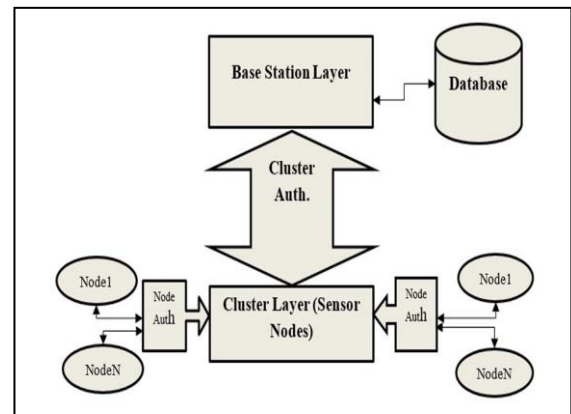 Base Station Layer
Database
Cluster
Auth.
Node1
Node
Auth
NodeN
Cluster Layer (Sensor
Nodes)
Node
Auth
Node1
NodeN